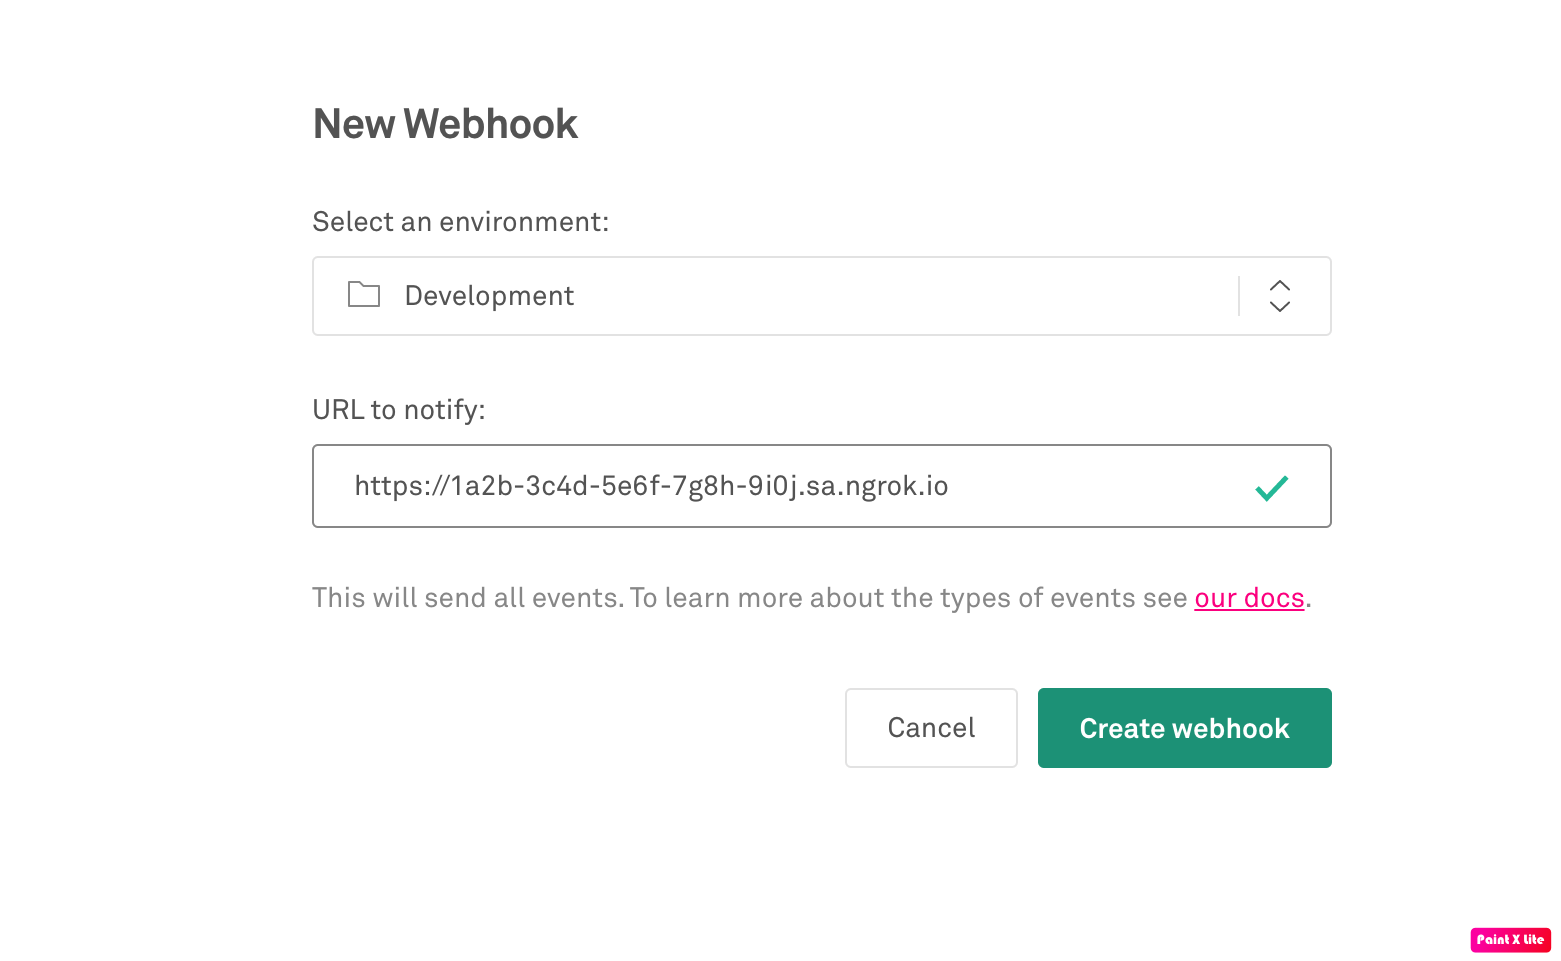 New Webhook
Select an environment:
Development
URL to notify:
https://1a2b-3c4d-5e6f-7g8h-9i0j.sa.ngrok.io
This will send all events. To learn more about the types of events see our docs.
Cancel
Create webhook
Paint X Lite